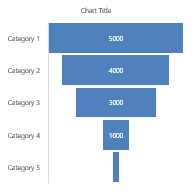 Chart Title
Category 1 5000
Category 2 4000
Category 3 3000
Category 4 1000
Category 5